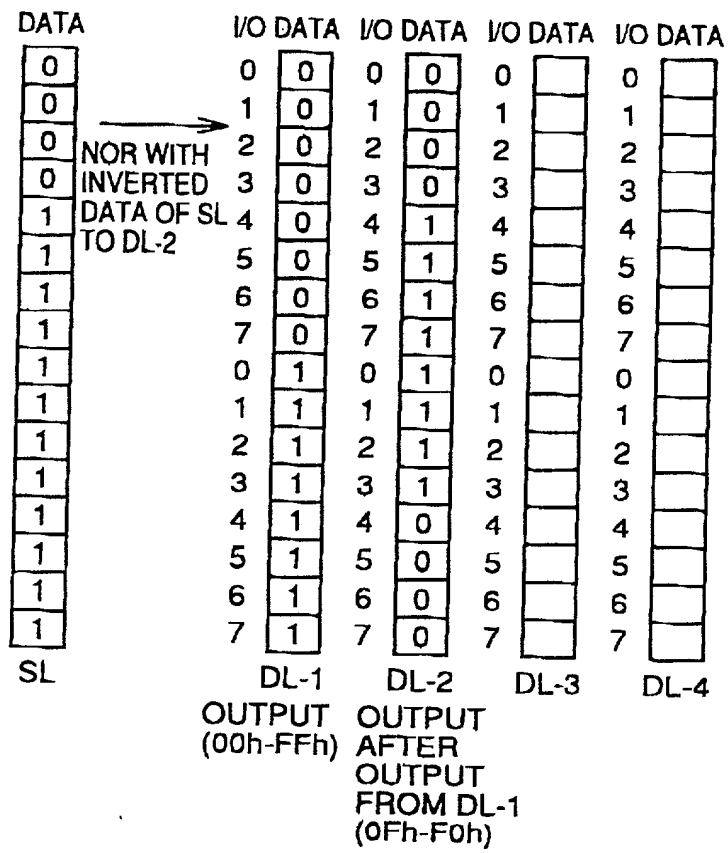 DATA I/O DATA I/O DATA I/O DATA I/O DATA
0 0 0 0 0 0 0
0 1 0 1 0 1 1
0 2 0 2 0 2 2
0 3 0 3 0 3 3
1 4 0 4 1 4 4
1 5 0 5 1 5 5
1 6 0 6 1 6 6
1 7 0 7 1 7 7
1 0 1 0 1 0 0
1 1 1 1 1 1 1
1 2 1 2 1 2 2
1 3 1 3 1 3 3
1 4 1 4 0 4 4
1 5 1 5 0 5 5
1 6 1 6 0 6 6
1 7 1 7 0 7 7
NOR WITH
INVERTED
DATA OF SL
TO DL-2
SL DL-1 DL-2 DL-3 DL-4
OUTPUT
(00h-FFh)
OUTPUT
AFTER
OUTPUT
FROM DL-1
(0Fh-F0h)